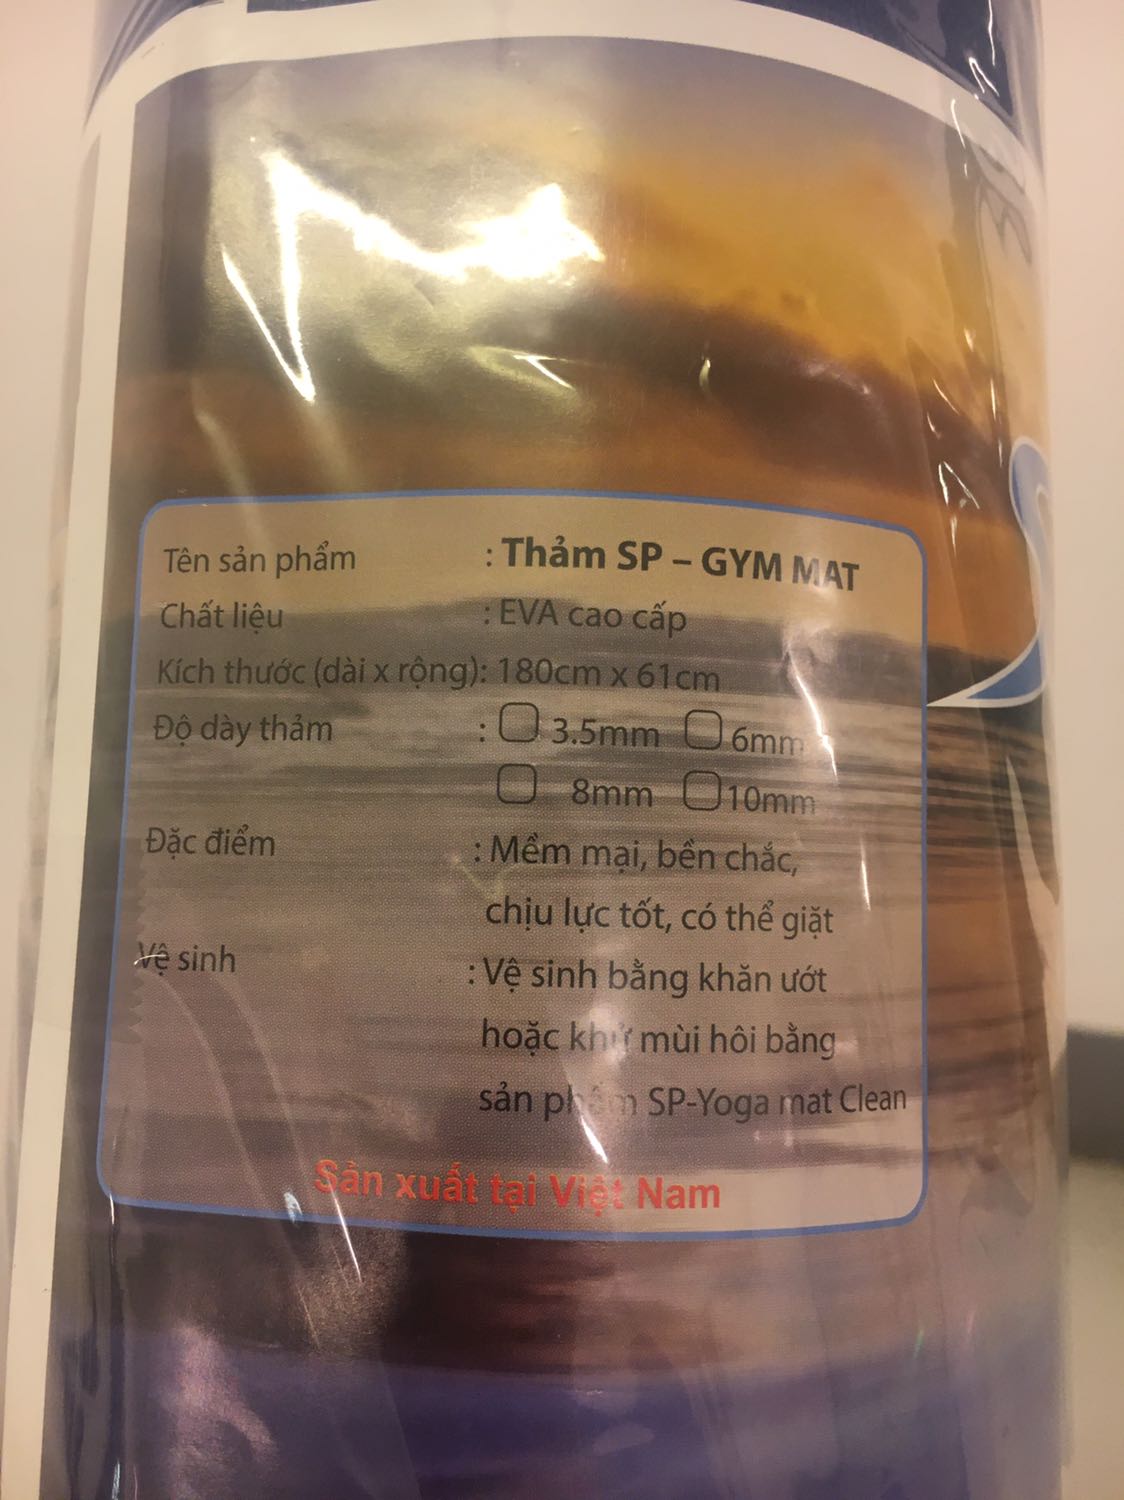 Tên sản phẩm : Thảm SP – GYM MAT
Chất liệu : EVA cao cấp
Kích thước (dài x rộng): 180cm x 61cm
Độ dày thảm : 3.5mm 6mm
8mm 10mm
Đặc điểm : Mềm mại, bền chắc,
chịu lực tốt, có thể giặt
Vệ sinh : Vệ sinh bằng khăn ướt
hoặc khử mùi hôi bằng
sản phẩm SP-Yoga mat Clean
Sản xuất tại Việt Nam